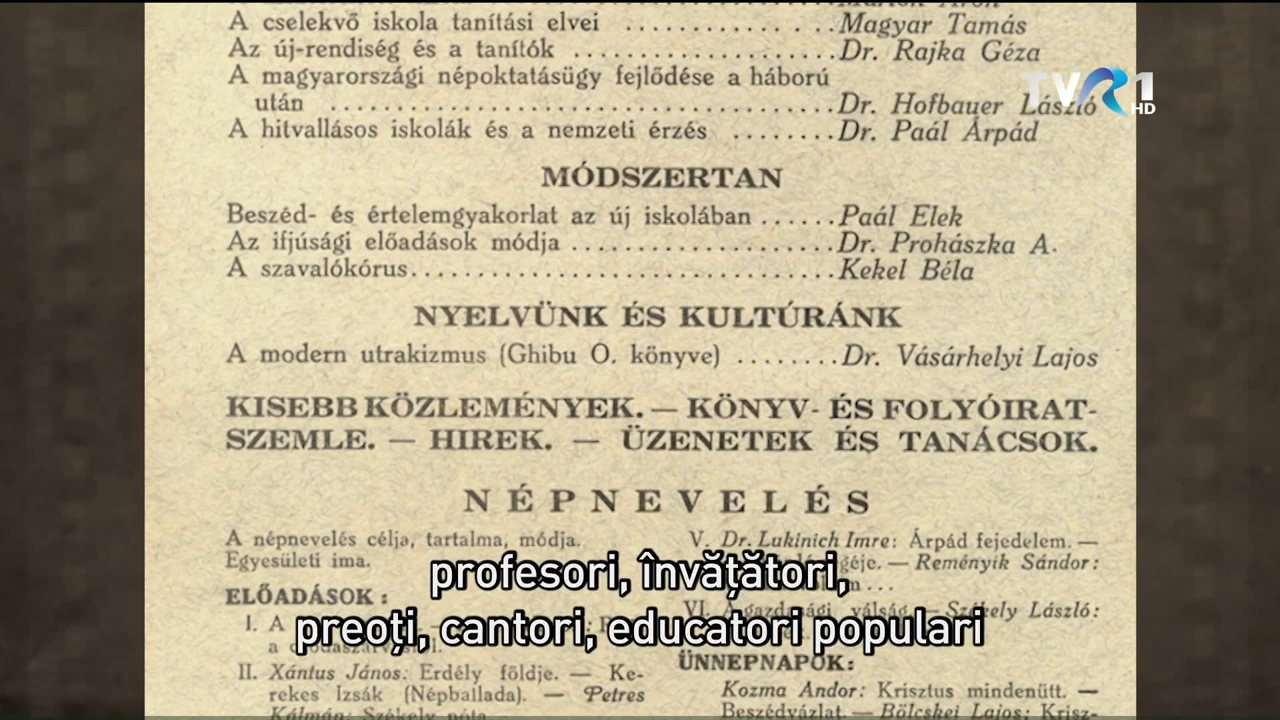 A cselekvő iskola tanítási elvei .............. Magyar Tamás
Az új-rendiség és a tanítók .................. Dr. Rajka Géza
A magyarországi népoktatásügy fejlődése a háború
után .................................. Dr. Hofbauer László
A hitvallásos iskolák és a nemzeti érzés ........ Dr. Paál Árpád
TVR1
HD
MÓDSZERTAN
Beszéd- és értelemgyakorlat az új iskolában ...... Paál Elek
Az ifjúsági előadások módja .................. Dr. Prohászka A.
A szavalókórus............................. Kekel Béla
NYELVÜNK ÉS KULTÚRÁNK
A modern utrakizmus (Ghibu O. könyve) ........ Dr. Vásárhelyi Lajos
KISEBB KÖZLEMÉNYEK. — KÖNYV- ÉS FOLYÓIRAT-
SZEMLE. — HIREK. — ÜZENETEK ÉS TANÁCSOK.
NÉPNEVELÉS
A népnevelés célja, tartalma, módja.
Egyesületi ima.
ELŐADÁSOK:
I. A
II. Xántus János: Erdély földje. — Ke-
rekes Izsák (Népballada). — Petres
Kálmán: Székely nóta.
V. Dr. Lukinich Imre: Árpád fejedelem. —
— Reményik Sándor:
VI. A gazdasági válság. — Székely László:
ÜNNEPNAPOK:
Kozma Andor: Krisztus mindenütt. —
Beszédvázlat. — Bölcskei Lajos: Krisz-
profesori, învățători,
preoți, cantori, educatori populari